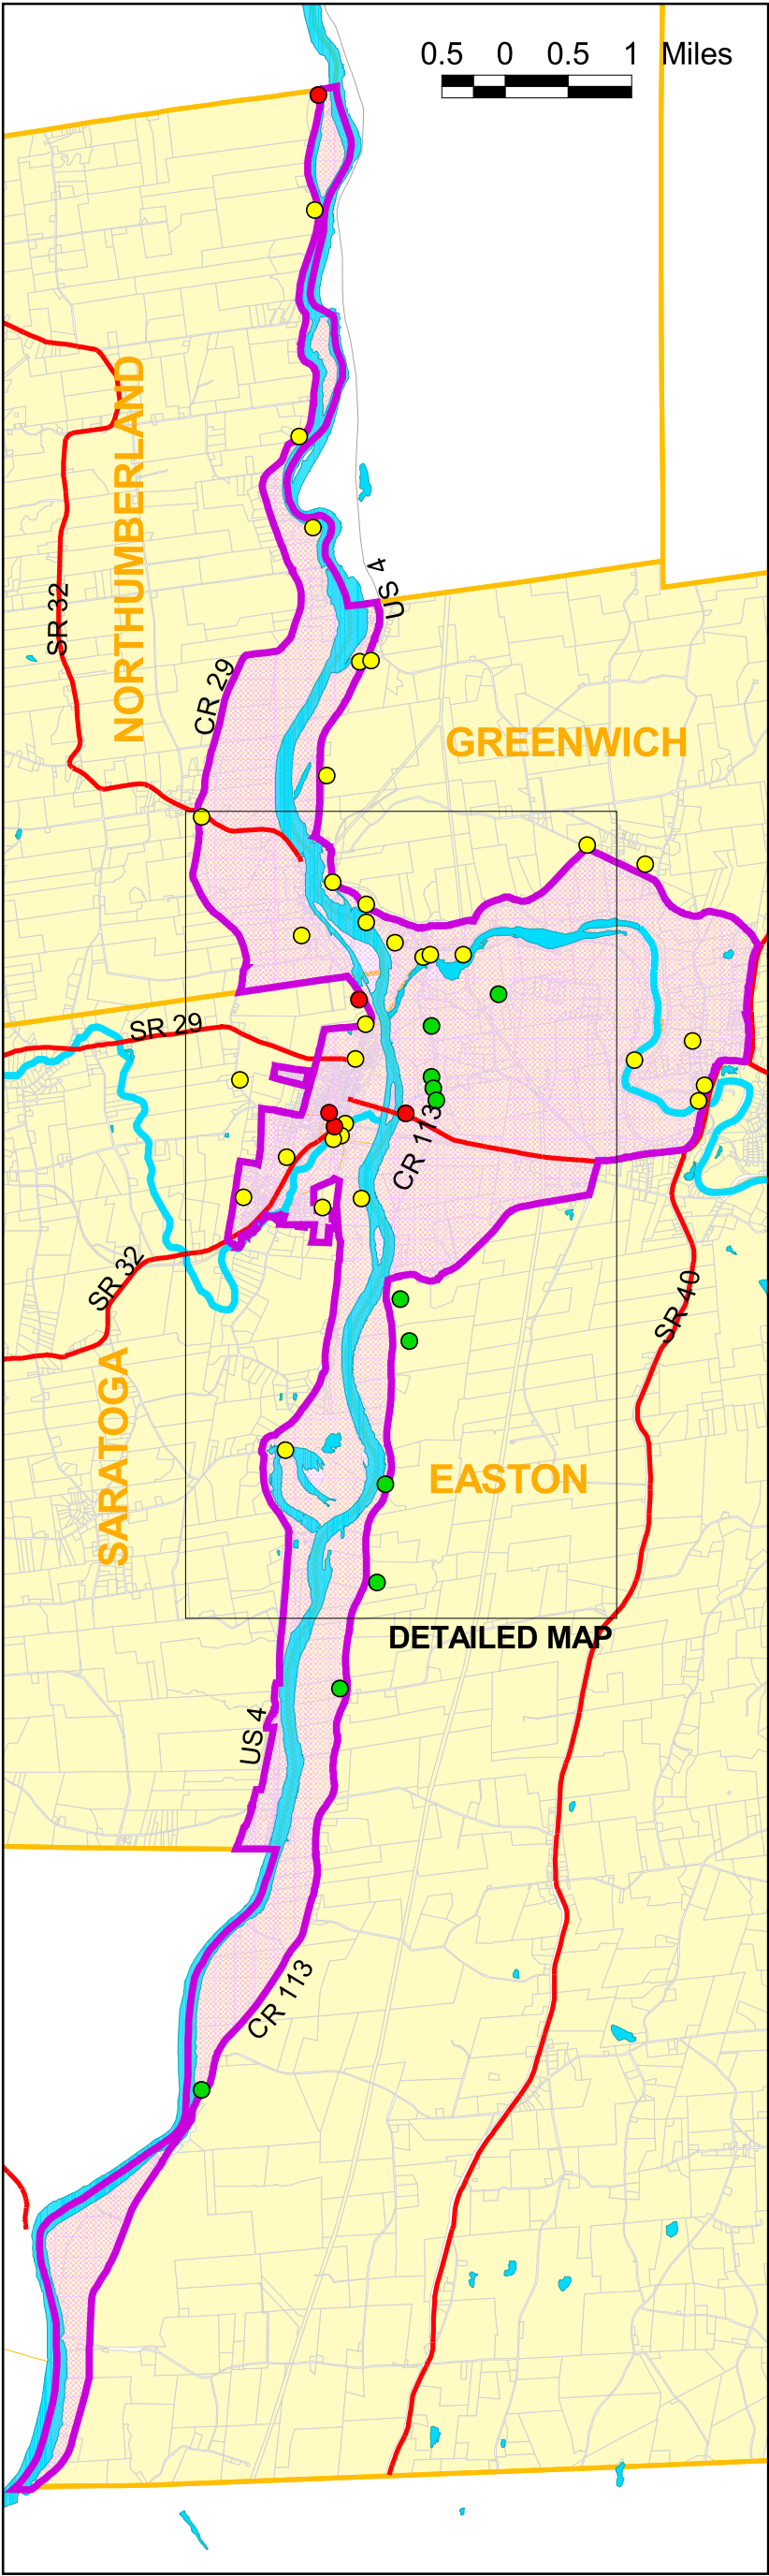 0.5 0 0.5 1 Miles
NORTHUMBERLAND
SR 32
US 4
CR 29
GREENWICH
SR 29
CR 113
SR 32
SR 40
SARATOGA
EASTON
DETAILED MAP
US 4
CR 113